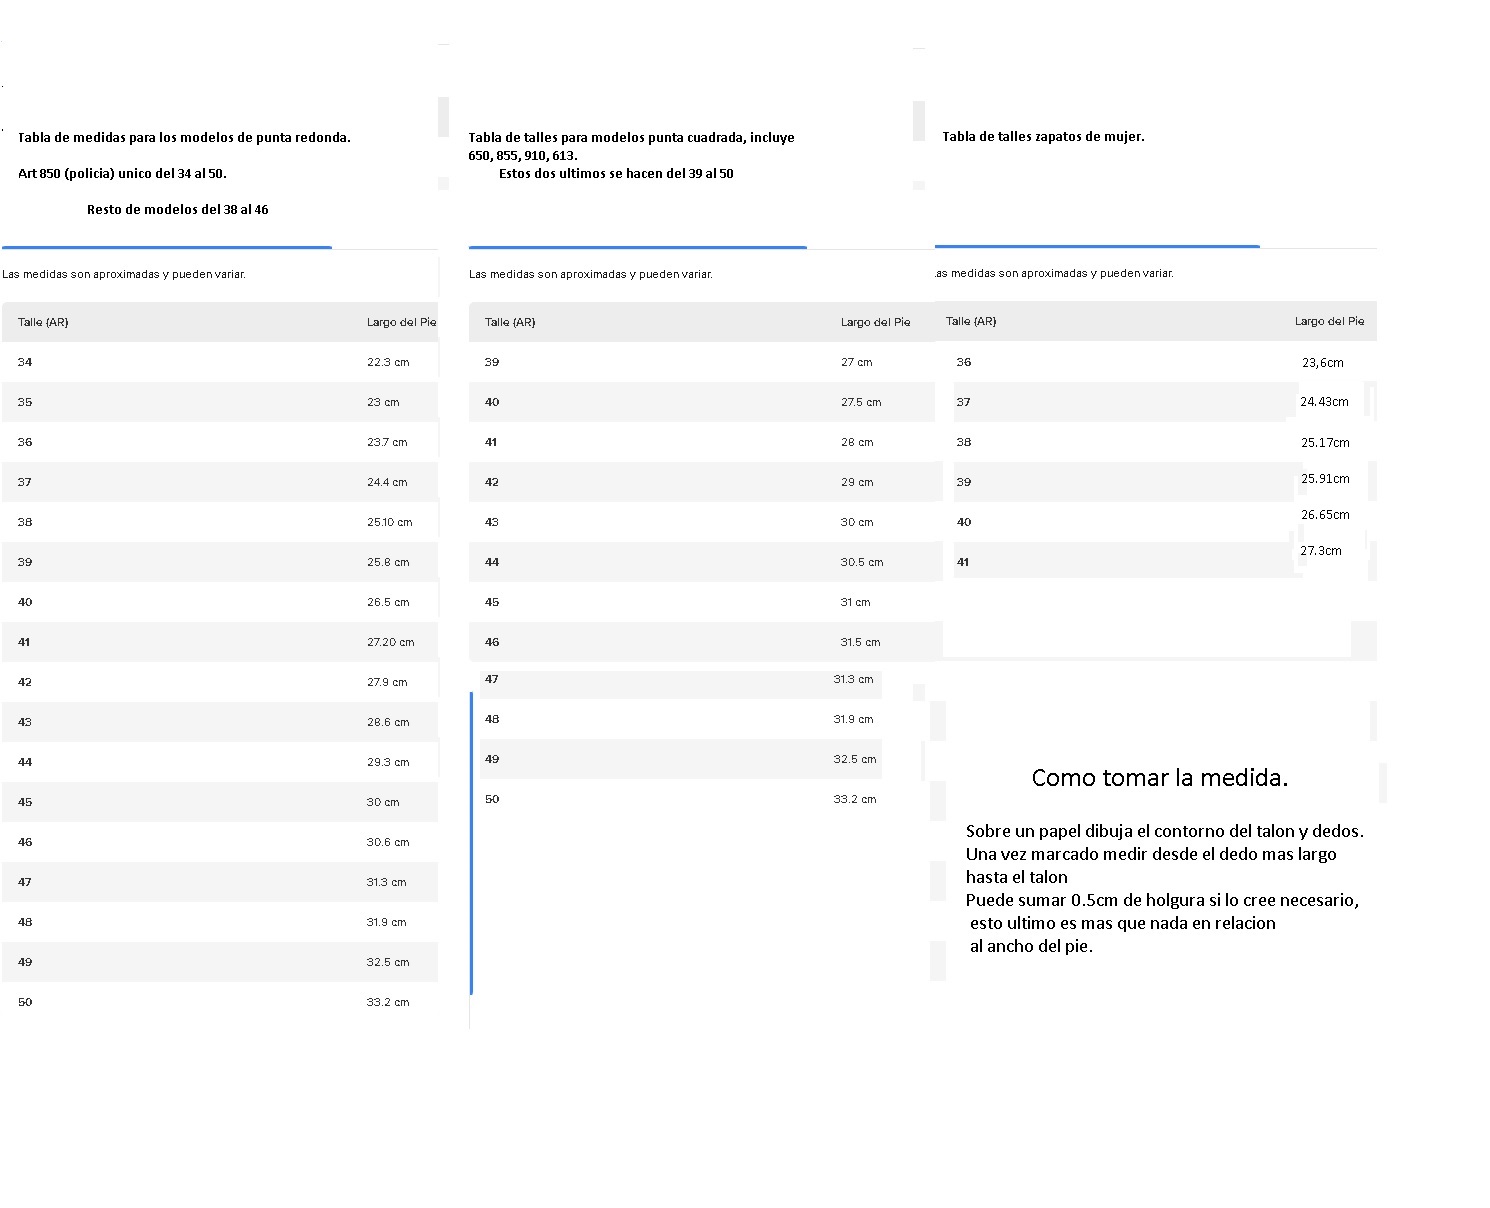 Tabla de medidas para los modelos de punta redonda.
Art 850 (policia) unico del 34 al 50.
Resto de modelos del 38 al 46
Las medidas son aproximadas y pueden variar.
Talle (AR) Largo del Pie
34 22.3 cm
35 23 cm
36 23.7 cm
37 24.4 cm
38 25.10 cm
39 25.8 cm
40 26.5 cm
41 27.20 cm
42 27.9 cm
43 28.6 cm
44 29.3 cm
45 30 cm
46 30.6 cm
47 31.3 cm
48 31.9 cm
49 32.5 cm
50 33.2 cm
Tabla de talles para modelos punta cuadrada, incluye
650, 855, 910, 613.
Estos dos ultimos se hacen del 39 al 50
Las medidas son aproximadas y pueden variar.
Talle (AR) Largo del Pie
39 27 cm
40 27.5 cm
41 28 cm
42 29 cm
43 30 cm
44 30.5 cm
45 31 cm
46 31.5 cm
47 31.3 cm
48 31.9 cm
49 32.5 cm
50 33.2 cm
Tabla de talles zapatos de mujer.
as medidas son aproximadas y pueden variar.
Talle (AR) Largo del Pie
36 23,6cm
37 24.43cm
38 25.17cm
39 25.91cm
40 26.65cm
41 27.3cm
Como tomar la medida.
Sobre un papel dibuja el contorno del talon y dedos.
Una vez marcado medir desde el dedo mas largo
hasta el talon
Puede sumar 0.5cm de holgura si lo cree necesario,
esto ultimo es mas que nada en relacion
al ancho del pie.